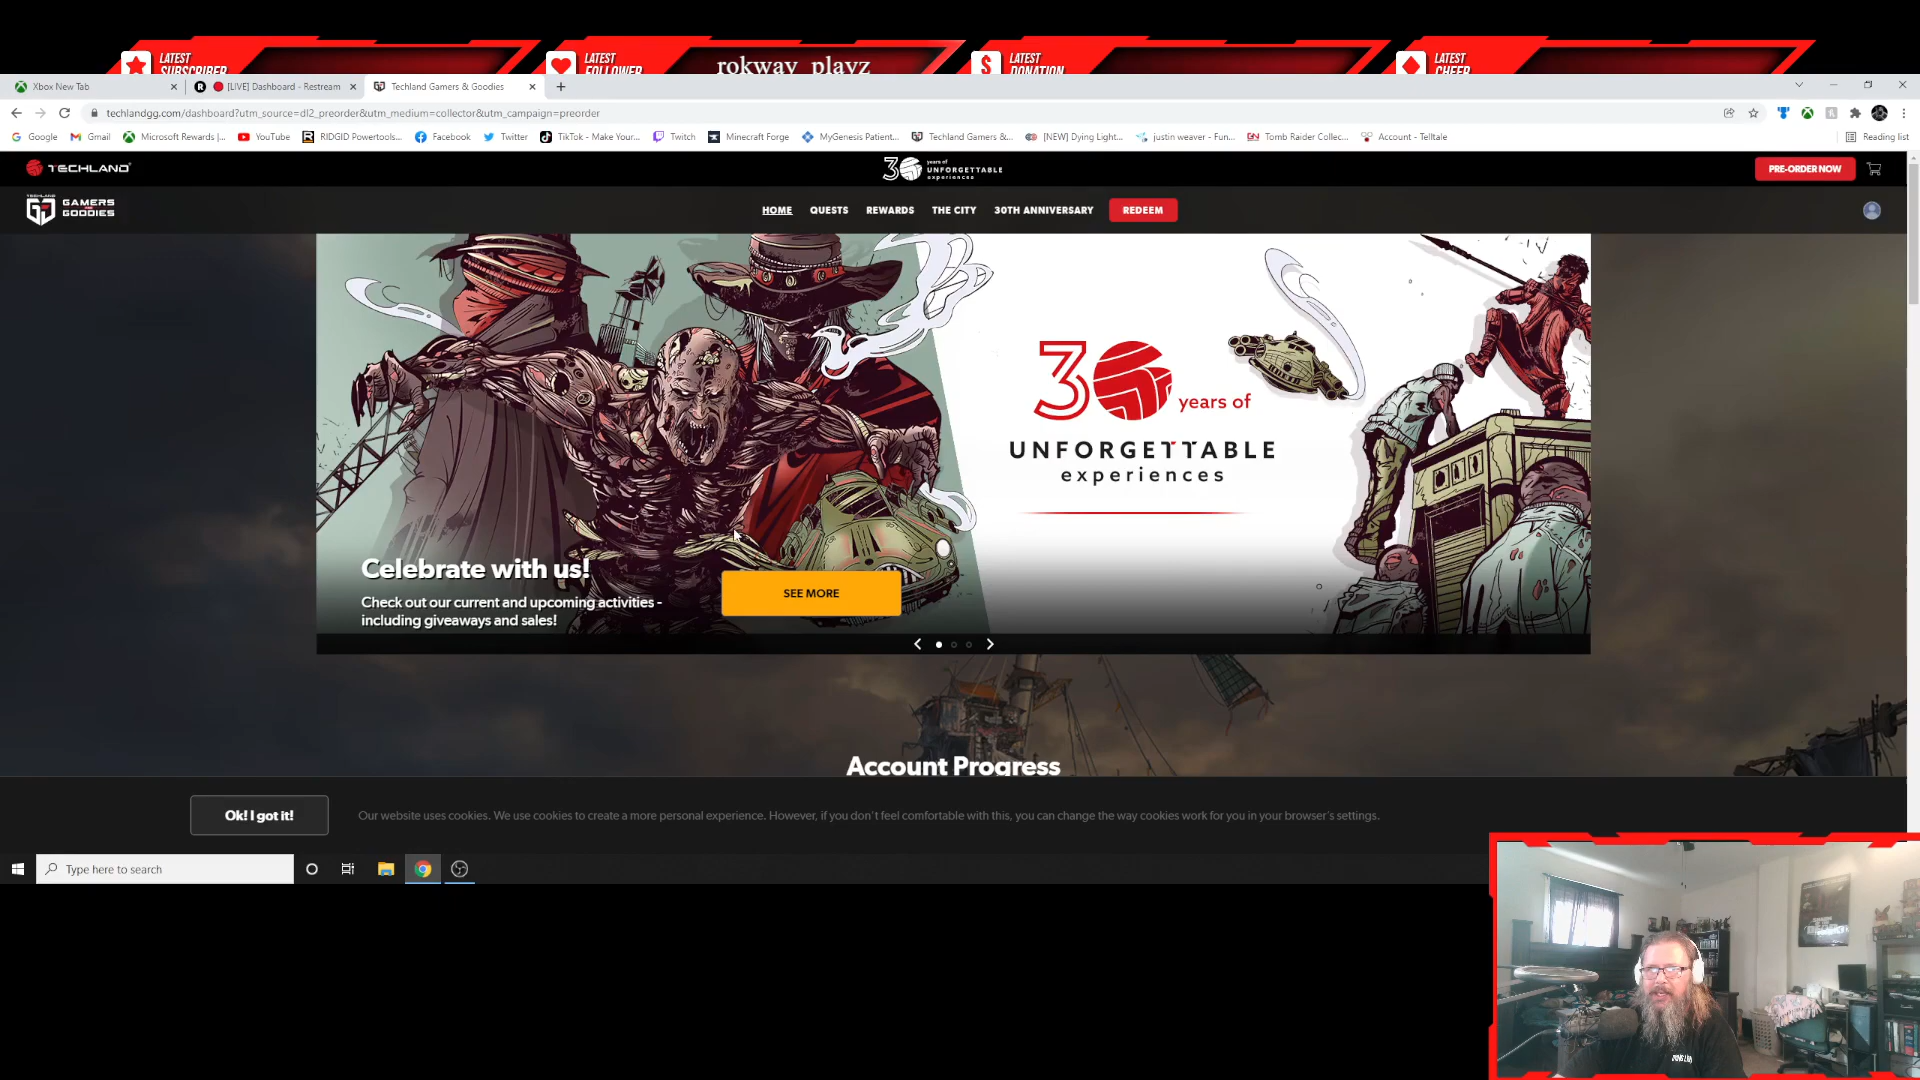 LATEST
SUBSCRIBER
LATEST
FOLLOWER
rokway_playz
LATEST
DONATION
LATEST
CHEER
Xbox New Tab
[LIVE] Dashboard - Restream
Techland Gamers & Goodies
techlandgg.com/dashboard?utm_source=dl2_preorder&utm_medium=collector&utm_campaign=preorder
Google
Gmail
Microsoft Rewards |...
YouTube
RIDGID Powertools...
Facebook
Twitter
TikTok - Make Your...
Twitch
Minecraft Forge
MyGenesis Patient...
Techland Gamers &...
[NEW] Dying Light...
justin weaver - Fun...
Tomb Raider Collec...
Account - Telltale
Reading list
TECHLAND
30 years of
UNFORGETTABLE
experiences
PRE-ORDER NOW
TECHLAND
GG GAMERS
GOODIES
HOME
QUESTS
REWARDS
THE CITY
30TH ANNIVERSARY
REDEEM
30 years of
UNFORGETTABLE
experiences
Celebrate with us!
Check out our current and upcoming activities -
including giveaways and sales!
SEE MORE
Account Progress
Ok! I got it!
Our website uses cookies. We use cookies to create a more personal experience. However, if you don't feel comfortable with this, you can change the way cookies work for you in your browser's settings.
Type here to search